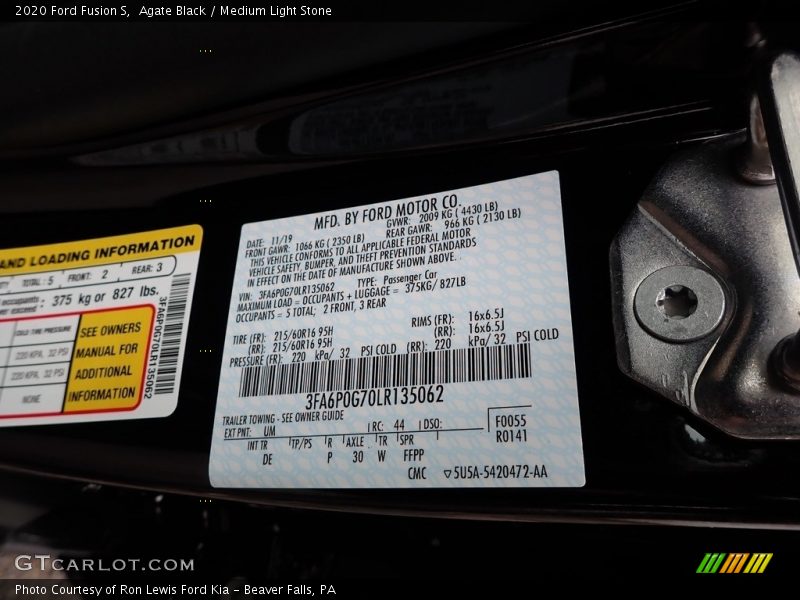 2020 Ford Fusion S,  Agate Black / Medium Light Stone
AND LOADING INFORMATION
TOTAL: 5 FRONT: 2 REAR: 3
375 kg or 827 lbs.
COLD TIRE PRESSURE
220 KPA, 32 PSI
220 KPA, 32 PSI
NONE
SEE OWNERS
MANUAL FOR
ADDITIONAL
INFORMATION
3FA6P0G70LR135062
MFD. BY FORD MOTOR CO.
DATE: 11/19 GVWR: 2009 KG ( 4430 LB)
FRONT GAWR: 1066 KG ( 2350 LB) REAR GAWR: 966 KG ( 2130 LB)
THIS VEHICLE CONFORMS TO ALL APPLICABLE FEDERAL MOTOR
VEHICLE SAFETY, BUMPER, AND THEFT PREVENTION STANDARDS
IN EFFECT ON THE DATE OF MANUFACTURE SHOWN ABOVE.
VIN: 3FA6P0G70LR135062 TYPE: Passenger Car
MAXIMUM LOAD = OCCUPANTS + LUGGAGE = 375KG/ 827LB
OCCUPANTS = 5 TOTAL; 2 FRONT, 3 REAR
TIRE (FR): 215/60R16 95H RIMS (FR): 16x6.5J
(RR): 215/60R16 95H (RR): 16x6.5J
PRESSURE (FR): 220 kPa/ 32 PSI COLD (RR): 220 kPa/ 32 PSI COLD
3FA6P0G70LR135062
TRAILER TOWING - SEE OWNER GUIDE
EXT PNT: UM RC: 44 DSO: F0055
R0141
INT TR TP/PS R AXLE TR SPR
DE P 30 W FFPP
CMC ▽5U5A-5420472-AA
GTCARLOT.COM
Photo Courtesy of Ron Lewis Ford Kia - Beaver Falls, PA